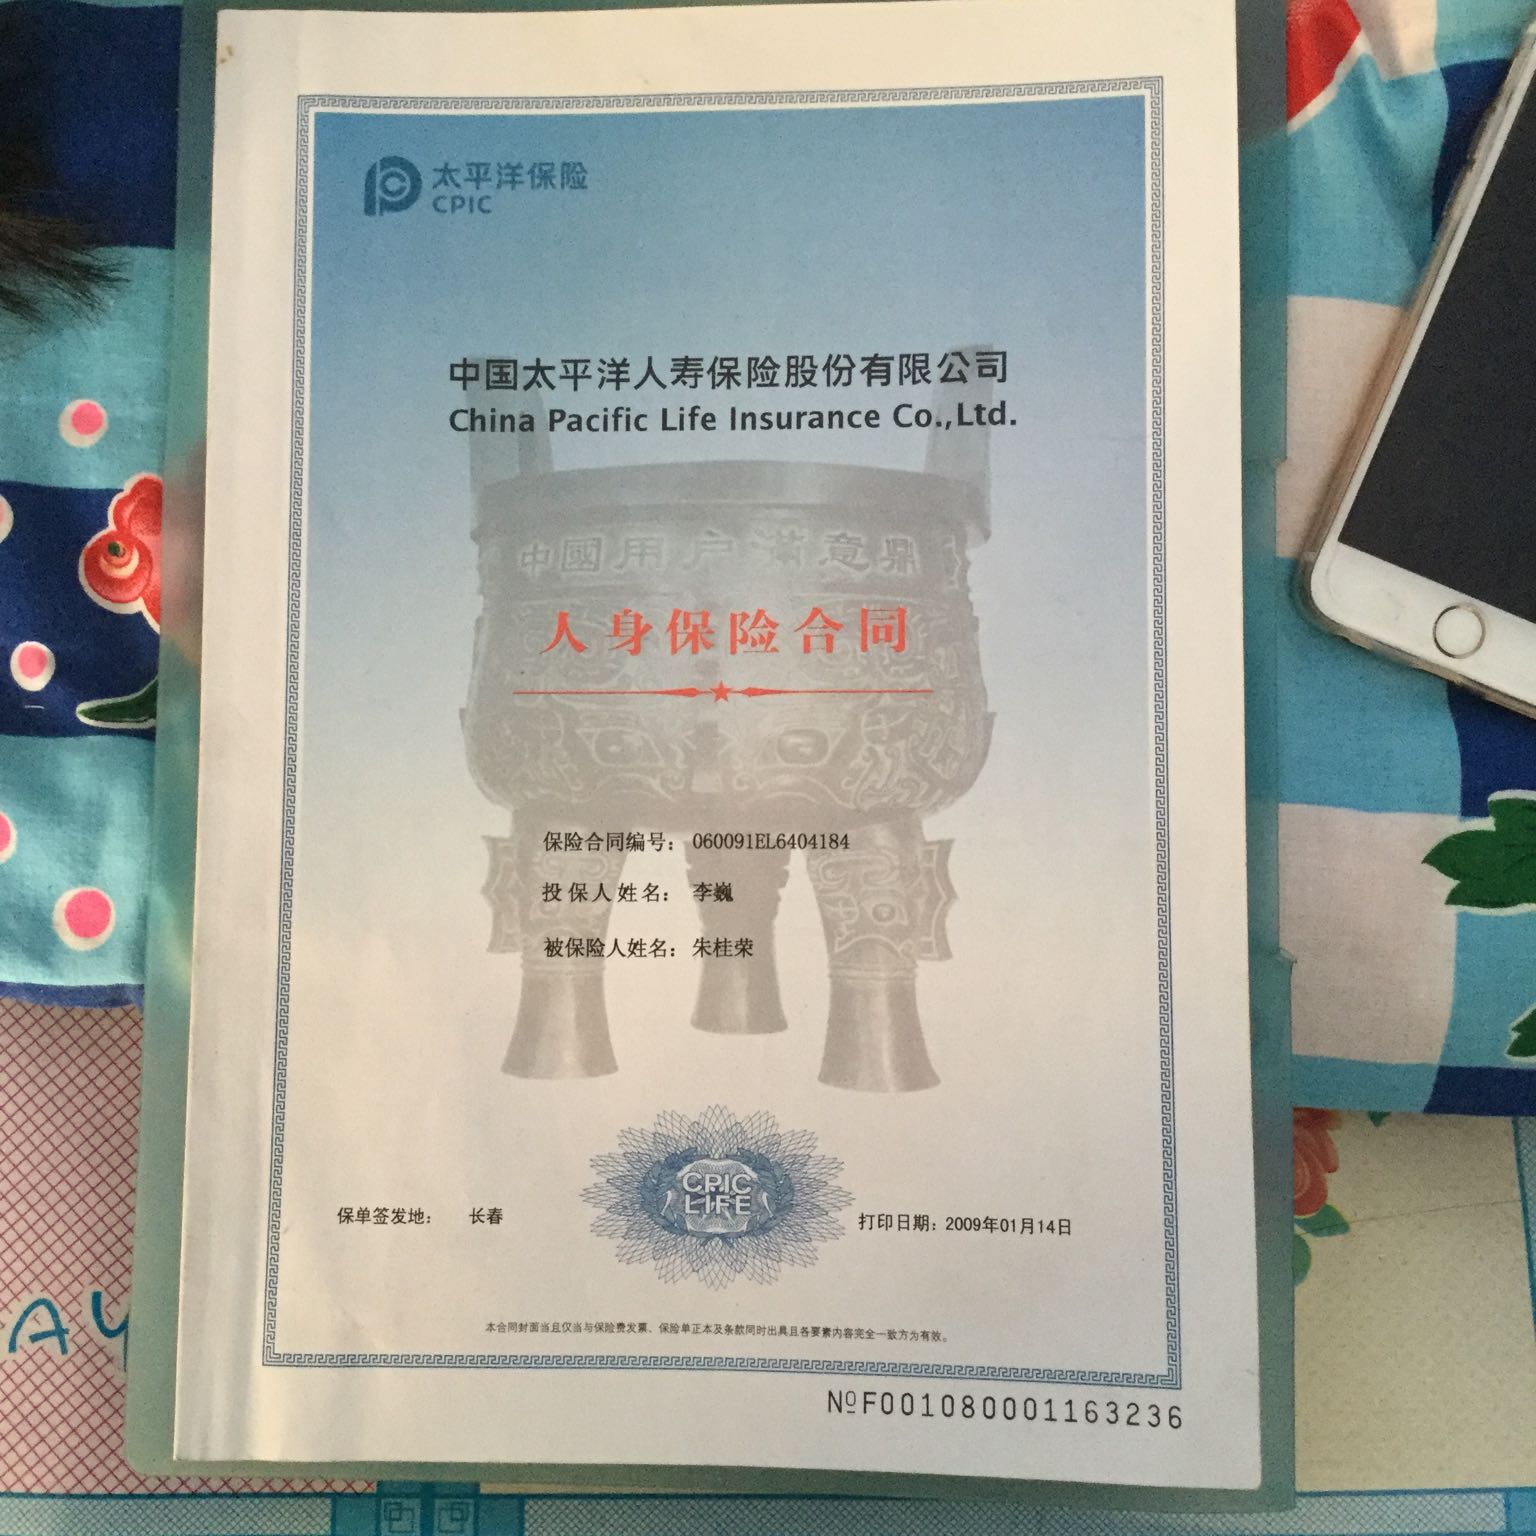 太平洋保险
CPIC
中国太平洋人寿保险股份有限公司
China Pacific Life Insurance Co.,Ltd.
中國用户滿意鼎
人身保险合同
保险合同编号： 060091EL6404184
投保人姓名： 李巍
被保险人姓名： 朱桂荣
CPIC
LIFE
保单签发地： 长春
打印日期：2009年01月14日
本合同封面当且仅当与保险费发票、保险单正本及条款同时出具且各要素内容完全一致方为有效。
NºF001080001163236